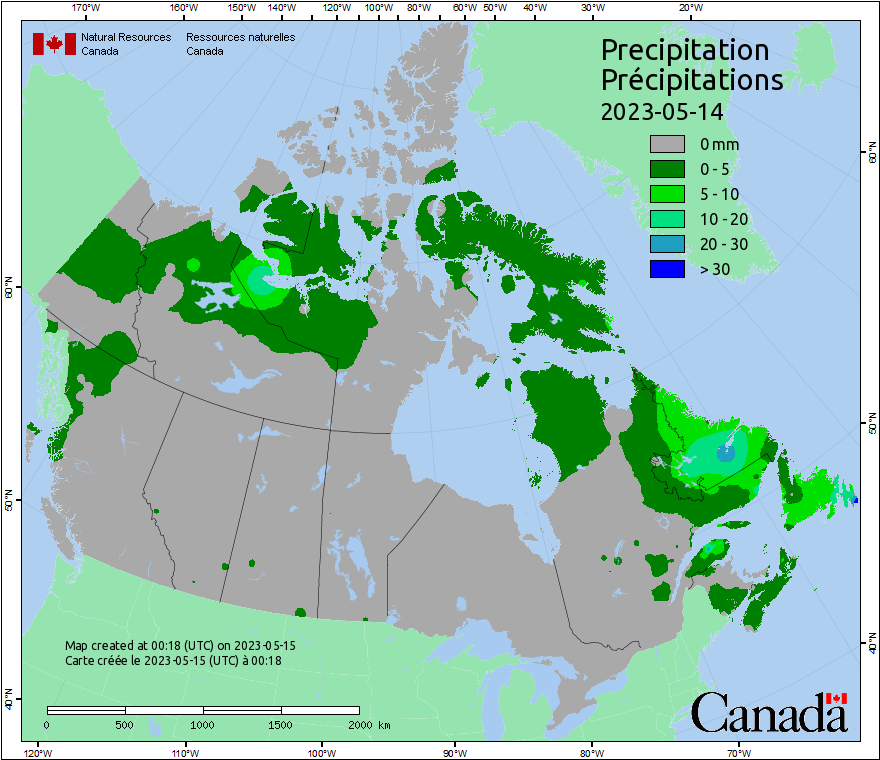 170°W 160°W 150°W 140°W 120°W 100°W 80°W 60°W 50°W 40°W 30°W 20°W
Natural Resources Ressources naturelles
Canada Canada
Precipitation
Précipitations
2023-05-14
0 mm
0 - 5
5 - 10
10 - 20
20 - 30
> 30
60°N
60°N
50°N
50°N
40°N
40°N
Map created at 00:18 (UTC) on 2023-05-15
Carte créée le 2023-05-15 (UTC) à 00:18
0 500 1000 1500 2000 km
Canada
120°W 110°W 100°W 90°W 80°W 70°W